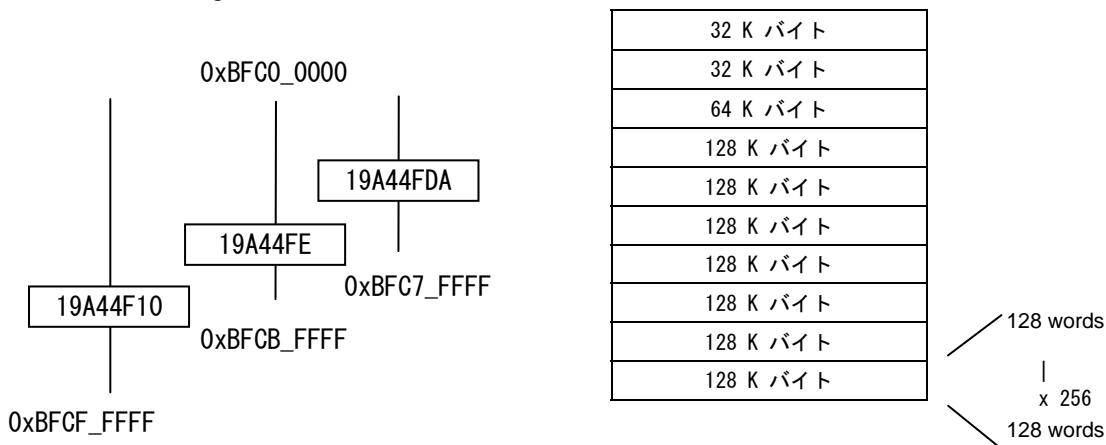 0xBFC0_0000
19A44FDA
19A44FE
0xBFC7_FFFF
19A44F10
0xBFCB_FFFF
0xBFCF_FFFF
32 K バイト
32 K バイト
64 K バイト
128 K バイト
128 K バイト
128 K バイト
128 K バイト
128 K バイト
128 K バイト
128 K バイト
128 words
|
x 256
128 words